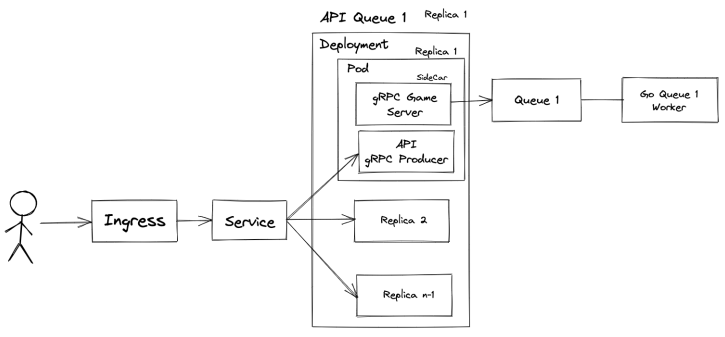 API Queue 1
Replica 1
Deployment
Replica 1
Pod
SideCar
gRPC Game
Server
API
gRPC Producer
Queue 1
Go Queue 1
Worker
Ingress
Service
Replica 2
Replica n-1